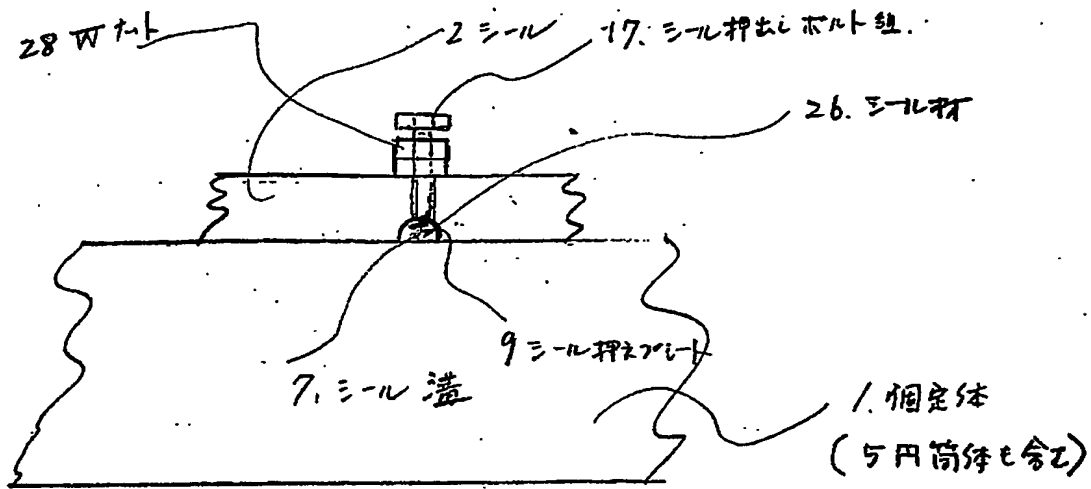 28 Wナット
2 シール
17. シール押出しボルト組.
26. シール材
9 シール押えプレート
7. シール溝
1. 個定体
(5円筒体も含む)